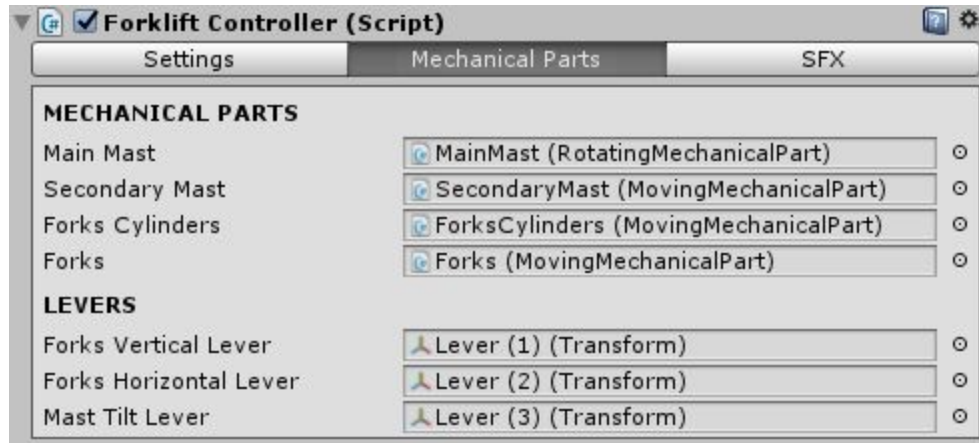 Forklift Controller (Script)
Settings Mechanical Parts SFX
MECHANICAL PARTS
Main Mast MainMast (RotatingMechanicalPart)
Secondary Mast SecondaryMast (MovingMechanicalPart)
Forks Cylinders ForksCylinders (MovingMechanicalPart)
Forks Forks (MovingMechanicalPart)
LEVERS
Forks Vertical Lever Lever (1) (Transform)
Forks Horizontal Lever Lever (2) (Transform)
Mast Tilt Lever Lever (3) (Transform)